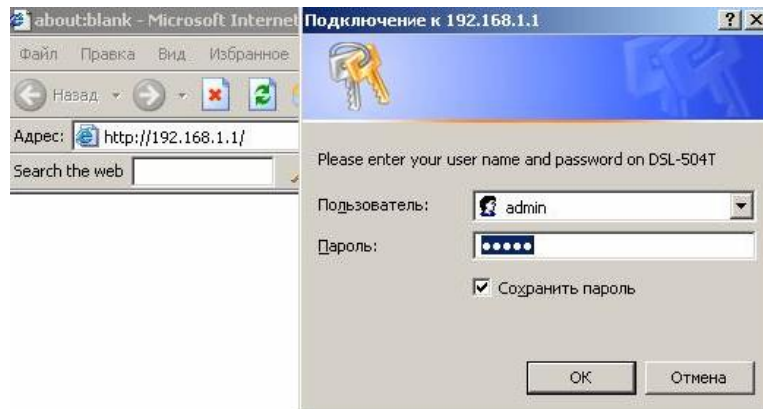 about:blank - Microsoft Internet
Файл Правка Вид Избранное
Назад
Адрес: http://192.168.1.1/
Search the web
Подключение к 192.168.1.1
Please enter your user name and password on DSL-504T
Пользователь: admin
Пароль: •••••
Сохранить пароль
OK Отмена